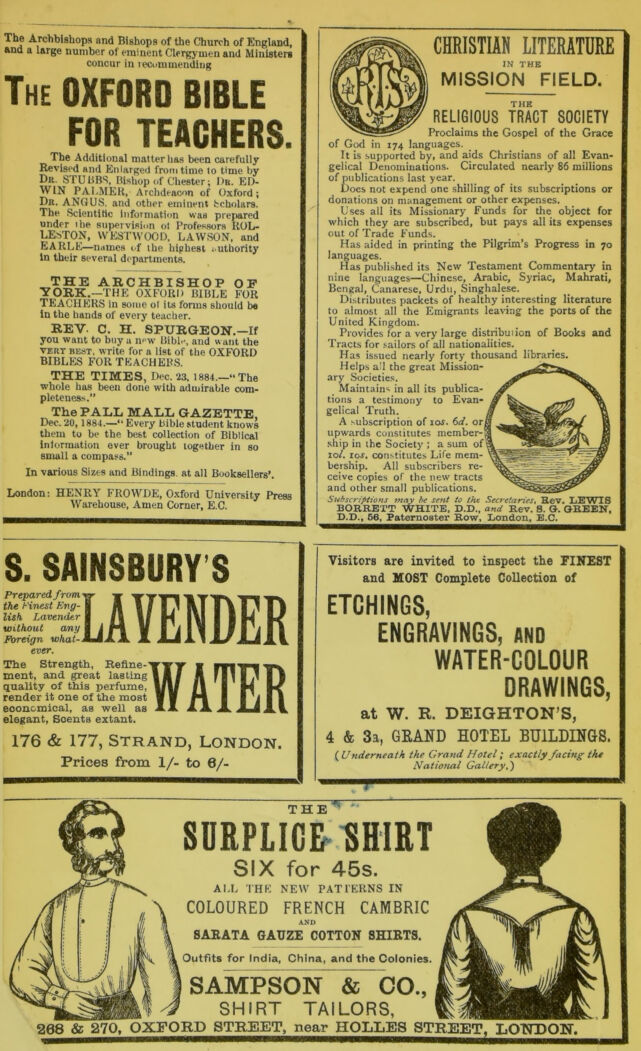 The Archbishops and Bishops of the Church of England,
and a large number of eminent Clergymen and Ministers
concur in recommending
THE OXFORD BIBLE
FOR TEACHERS.
The Additional matter has been carefully
Revised and Enlarged from time to time by
DR. STUBBS, Bishop of Chester; DR. ED-
WIN PALMER, Archdeacon of Oxford;
DR. ANGUS, and other eminent Scholars.
The Scientific Information was prepared
under the supervision of Professors ROL-
LESTON, WESTWOOD, LAWSON, and
EARLE—names of the highest authority
in their several departments.
THE ARCHBISHOP OF
YORK.—THE OXFORD BIBLE FOR
TEACHERS in some of its forms should be
in the hands of every teacher.
REV. C. H. SPURGEON.—If
you want to buy a new Bible, and want the
VERY BEST, write for a list of the OXFORD
BIBLES FOR TEACHERS.
THE TIMES, Dec. 23, 1884.—"The
whole has been done with admirable com-
pleteness."
The PALL MALL GAZETTE,
Dec. 20, 1884.—"Every Bible student knows
them to be the best collection of Biblical
information ever brought together in so
small a compass."
In various Sizes and Bindings. at all Booksellers'.
London: HENRY FROWDE, Oxford University Press
Warehouse, Amen Corner, E.C.
RTS
CHRISTIAN LITERATURE
IN THE
MISSION FIELD.
THE
RELIGIOUS TRACT SOCIETY
Proclaims the Gospel of the Grace
of God in 174 languages.
It is supported by, and aids Christians of all Evan-
gelical Denominations. Circulated nearly 86 millions
of publications last year.
Does not expend one shilling of its subscriptions or
donations on management or other expenses.
Uses all its Missionary Funds for the object for
which they are subscribed, but pays all its expenses
out of Trade Funds.
Has aided in printing the Pilgrim's Progress in 70
languages.
Has published its New Testament Commentary in
nine languages—Chinese, Arabic, Syriac, Mahrati,
Bengal, Canarese, Urdu, Singhalese.
Distributes packets of healthy interesting literature
to almost all the Emigrants leaving the ports of the
United Kingdom.
Provides for a very large distribution of Books and
Tracts for sailors of all nationalities.
Has issued nearly forty thousand libraries.
Helps all the great Mission-
ary Societies.
Maintains in all its publica-
tions a testimony to Evan-
gelical Truth.
A subscription of 10s. 6d. or
upwards constitutes member-
ship in the Society; a sum of
10l. 10s. constitutes Life mem-
bership. All subscribers re-
ceive copies of the new tracts
and other small publications.
Subscriptions may be sent to the Secretaries, Rev. LEWIS
BORRETT WHITE, D.D., and Rev. S. G. GREEN,
D.D., 56, Paternoster Row, London, E.C.
S. SAINSBURY'S
Prepared from
the Finest Eng-
lish Lavender
without any
Foreign what-
ever.
LAVENDER
WATER
The Strength, Refine-
ment, and great lasting
quality of this perfume,
render it one of the most
economical, as well as
elegant, Scents extant.
176 & 177, STRAND, LONDON.
Prices from 1/- to 6/-
Visitors are invited to inspect the FINEST
and MOST Complete Collection of
ETCHINGS,
ENGRAVINGS, AND
WATER-COLOUR
DRAWINGS,
at W. R. DEIGHTON'S,
4 & 3a, GRAND HOTEL BUILDINGS.
(Underneath the Grand Hotel; exactly facing the
National Gallery.)
THE
SURPLICE SHIRT
SIX for 45s.
ALL THE NEW PATTERNS IN
COLOURED FRENCH CAMBRIC
AND
SARATA GAUZE COTTON SHIRTS.
Outfits for India, China, and the Colonies.
SAMPSON & CO.,
SHIRT TAILORS,
268 & 270, OXFORD STREET, near HOLLES STREET, LONDON.